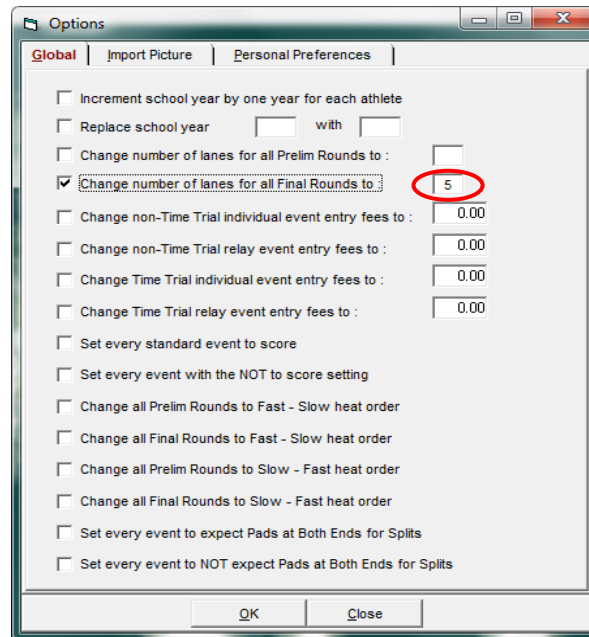 Options
Global Import Picture Personal Preferences
Increment school year by one year for each athlete
Replace school year with
Change number of lanes for all Prelim Rounds to :
Change number of lanes for all Final Rounds to : 5
Change non-Time Trial individual event entry fees to : 0.00
Change non-Time Trial relay event entry fees to : 0.00
Change Time Trial individual event entry fees to : 0.00
Change Time Trial relay event entry fees to : 0.00
Set every standard event to score
Set every event with the NOT to score setting
Change all Prelim Rounds to Fast - Slow heat order
Change all Final Rounds to Fast - Slow heat order
Change all Prelim Rounds to Slow - Fast heat order
Change all Final Rounds to Slow - Fast heat order
Set every event to expect Pads at Both Ends for Splits
Set every event to NOT expect Pads at Both Ends for Splits
OK Close